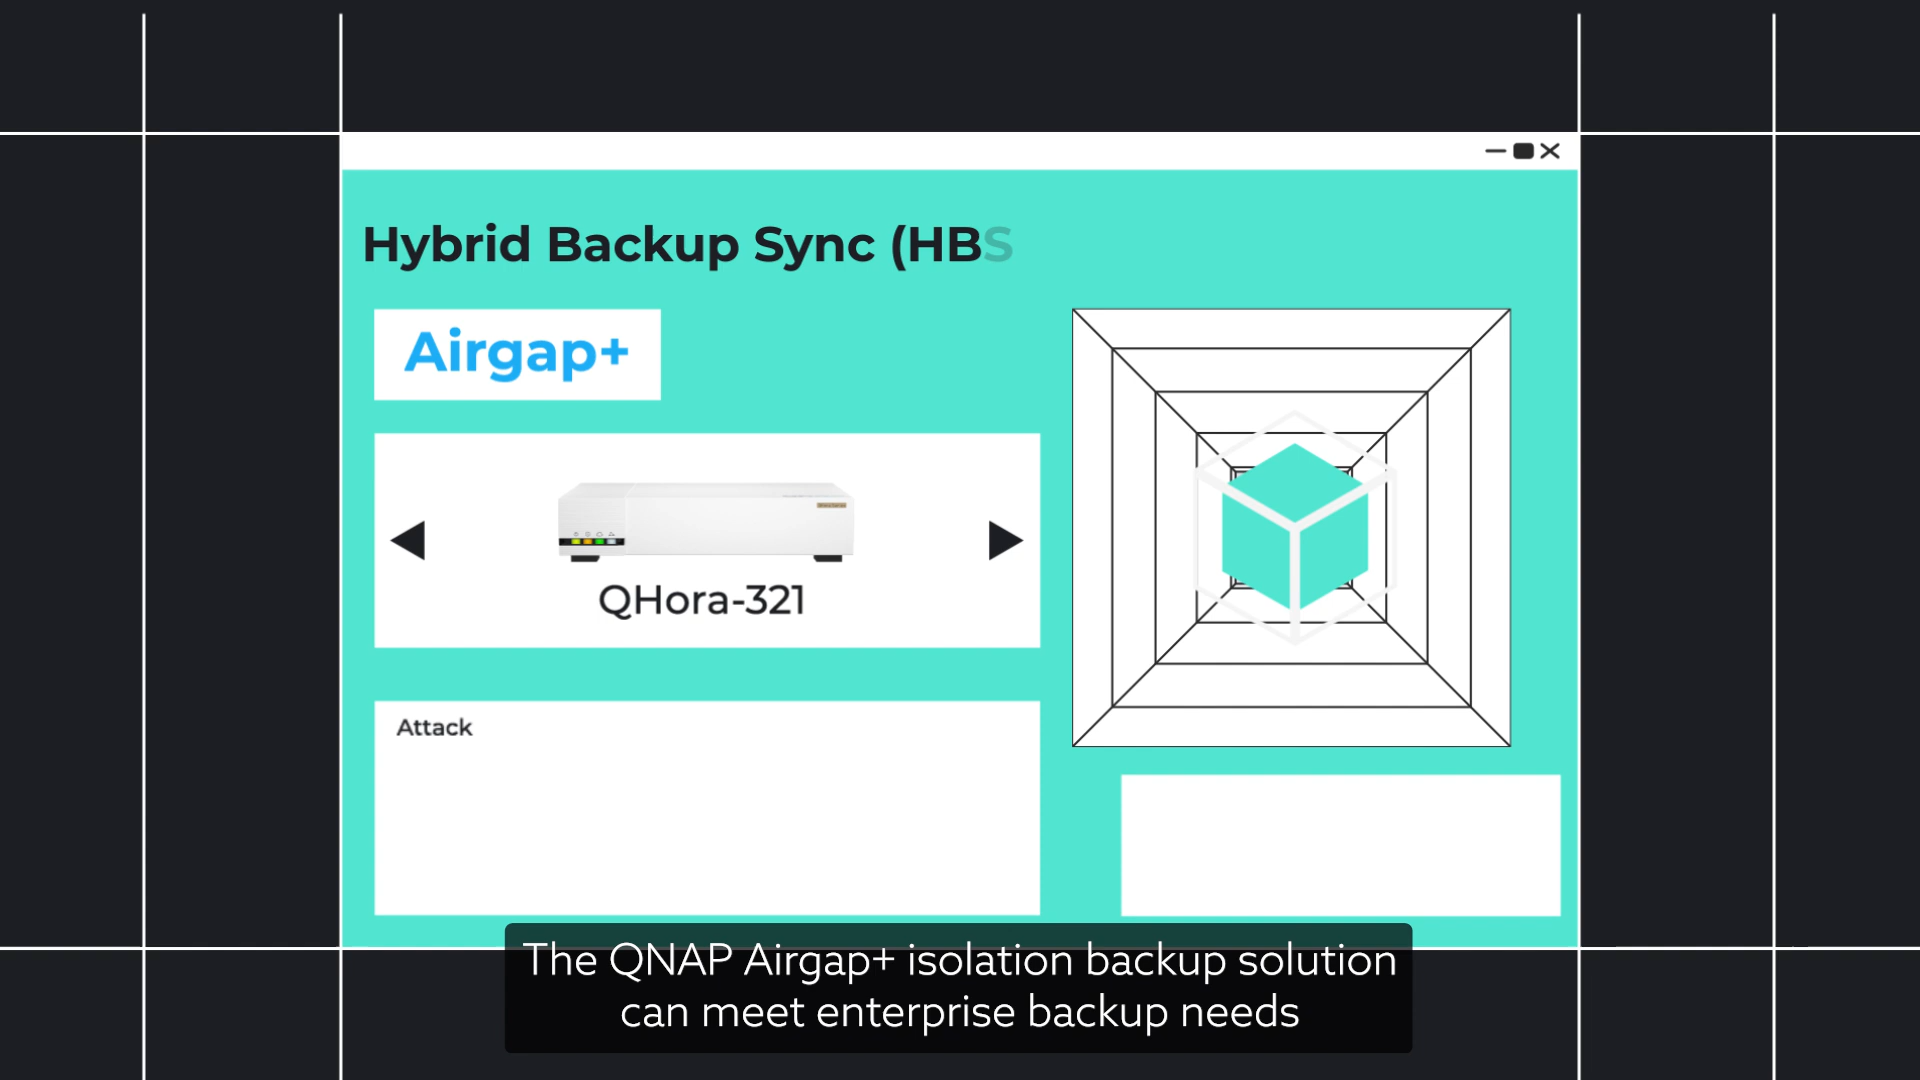 Hybrid Backup Sync (HBS
Airgap+
QHora-321
Attack
The QNAP Airgap+ isolation backup solution
can meet enterprise backup needs